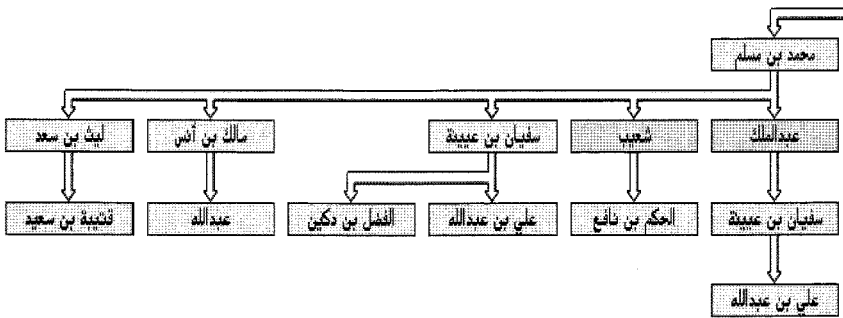 محمد بن مسلم
عبدالملك
شعيب
سفيان بن عيينة
مالك بن أنس
ليث بن سعد
سفيان بن عيينة
الحكم بن نافع
علي بن عبدالله
الفضل بن دكين
عبدالله
قتيبة بن سعيد
علي بن عبدالله